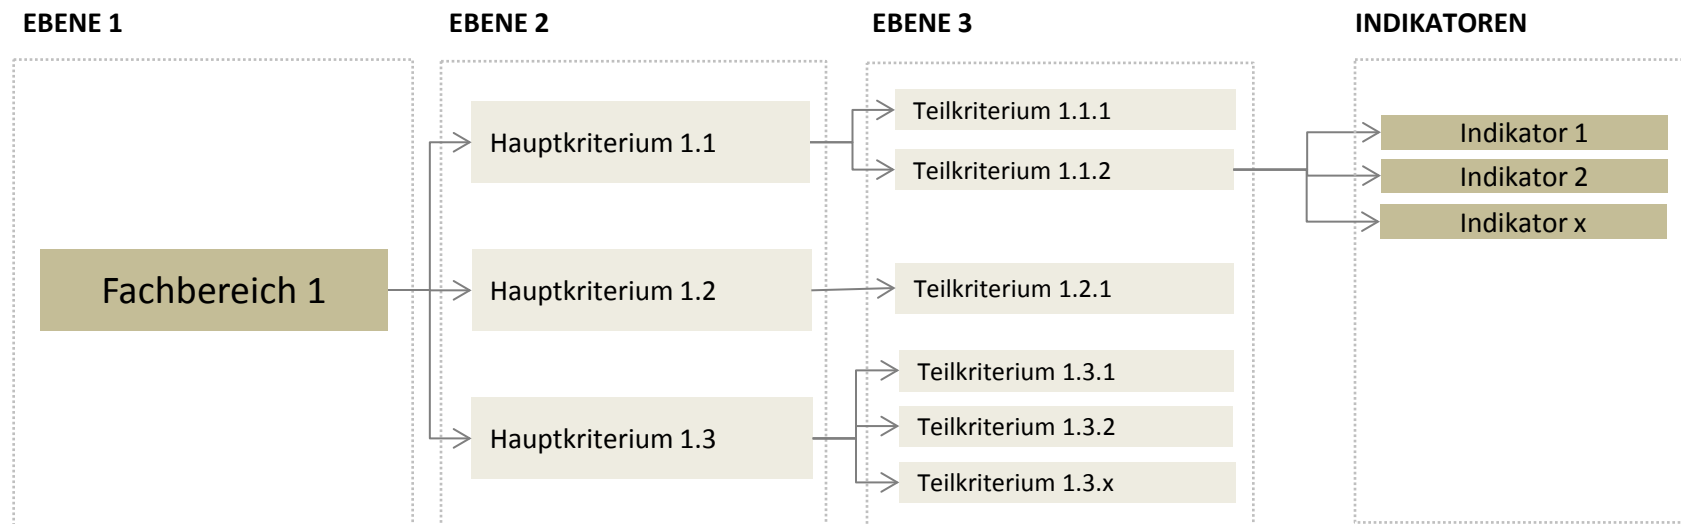 EBENE 1
EBENE 2
EBENE 3
INDIKATOREN
Fachbereich 1
Hauptkriterium 1.1
Hauptkriterium 1.2
Hauptkriterium 1.3
Teilkriterium 1.1.1
Teilkriterium 1.1.2
Teilkriterium 1.2.1
Teilkriterium 1.3.1
Teilkriterium 1.3.2
Teilkriterium 1.3.x
Indikator 1
Indikator 2
Indikator x